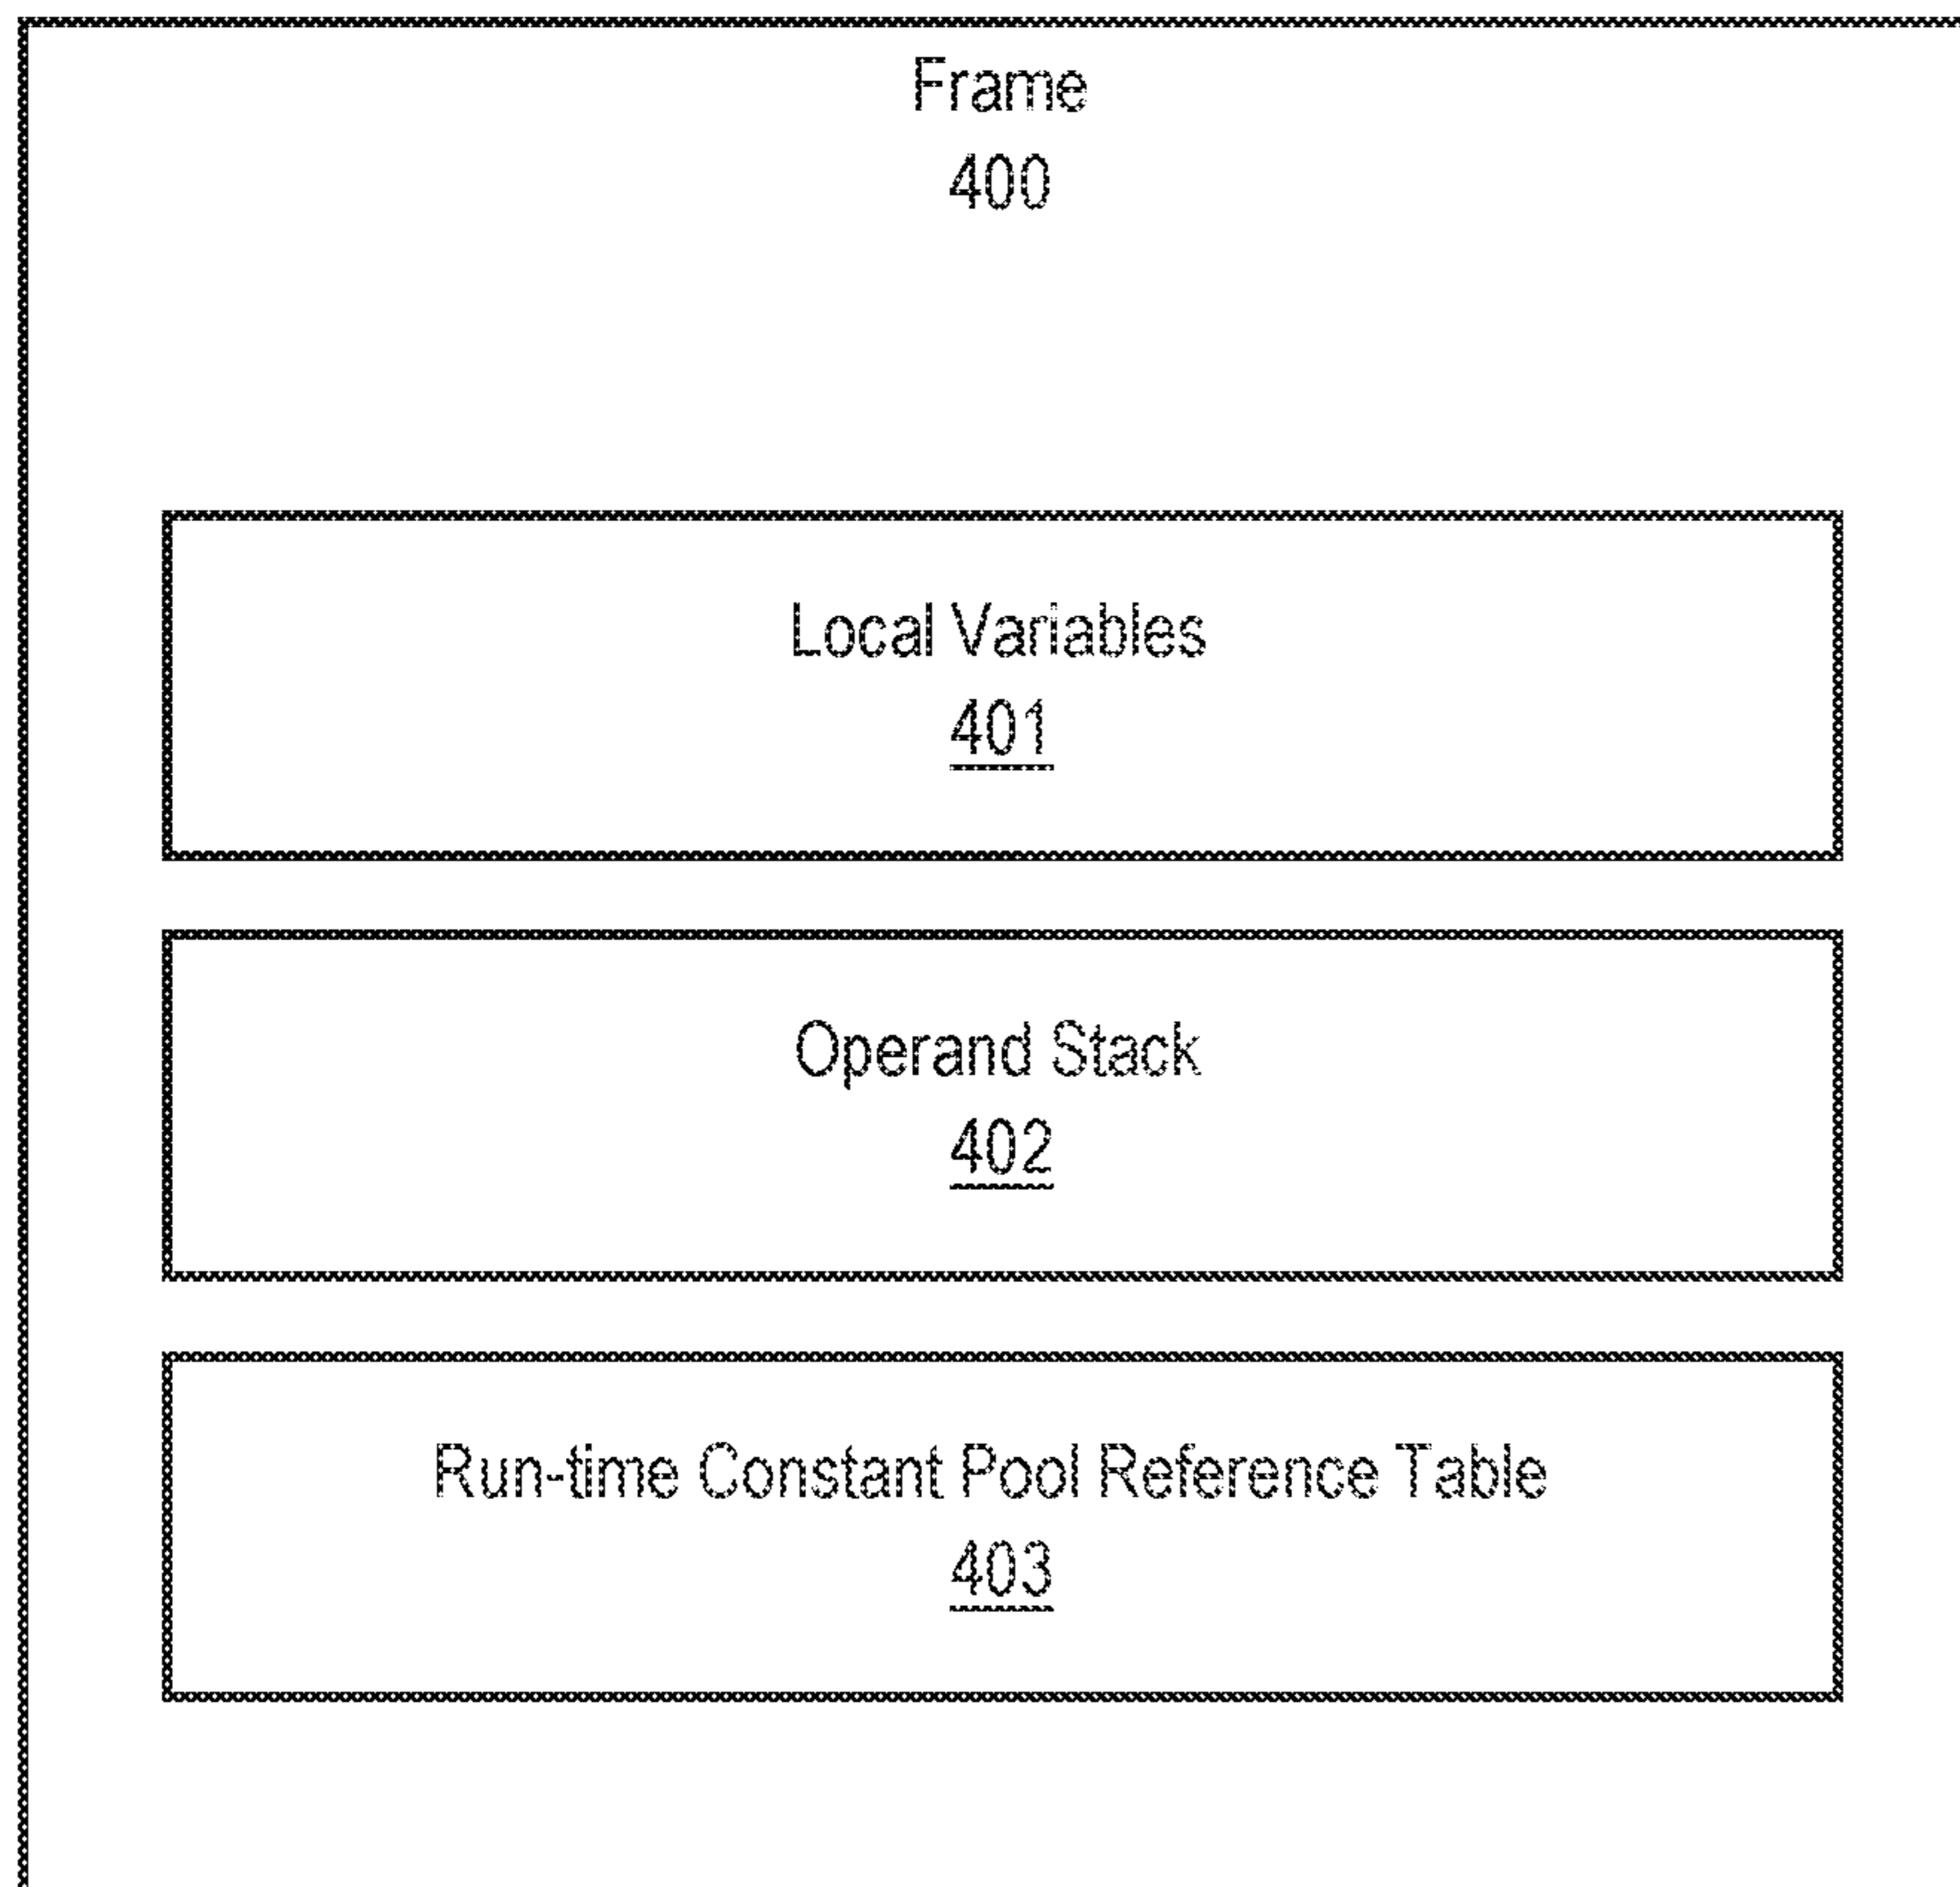 Frame
400
Local Variables
401
Operand Stack
402
Run-time Constant Pool Reference Table
403